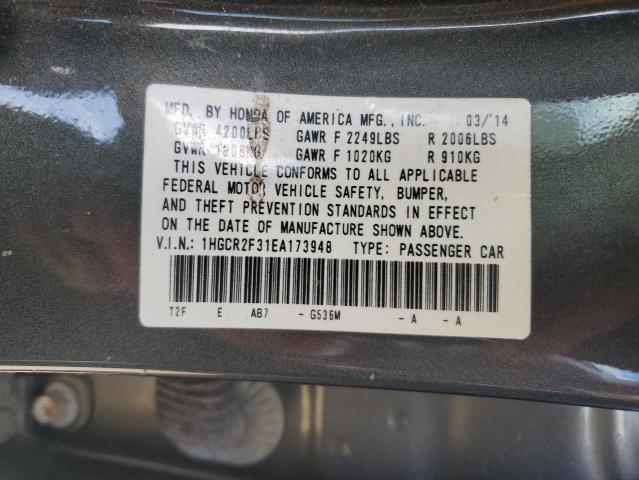 MFD. BY HONDA OF AMERICA MFG., INC. 03/'14
GVWR 4200LBS GAWR F 2249LBS R 2006LBS
GVWR GAWR F 1020KG R 910KG
THIS VEHICLE CONFORMS TO ALL APPLICABLE
FEDERAL MOTOR VEHICLE SAFETY, BUMPER,
AND THEFT PREVENTION STANDARDS IN EFFECT
ON THE DATE OF MANUFACTURE SHOWN ABOVE.
V.I.N.: 1HGCR2F31EA173948 TYPE: PASSENGER CAR
T2F E AB7 - G536M - A - A